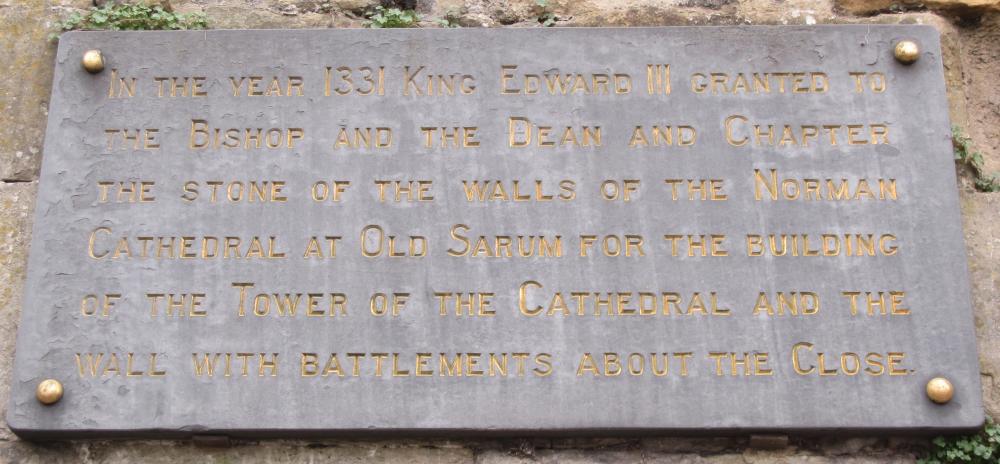 In the year 1331 King Edward III granted to
the Bishop and the Dean and Chapter
the stone of the walls of the Norman
Cathedral at Old Sarum for the building
of the Tower of the Cathedral and the
wall with battlements about the Close.